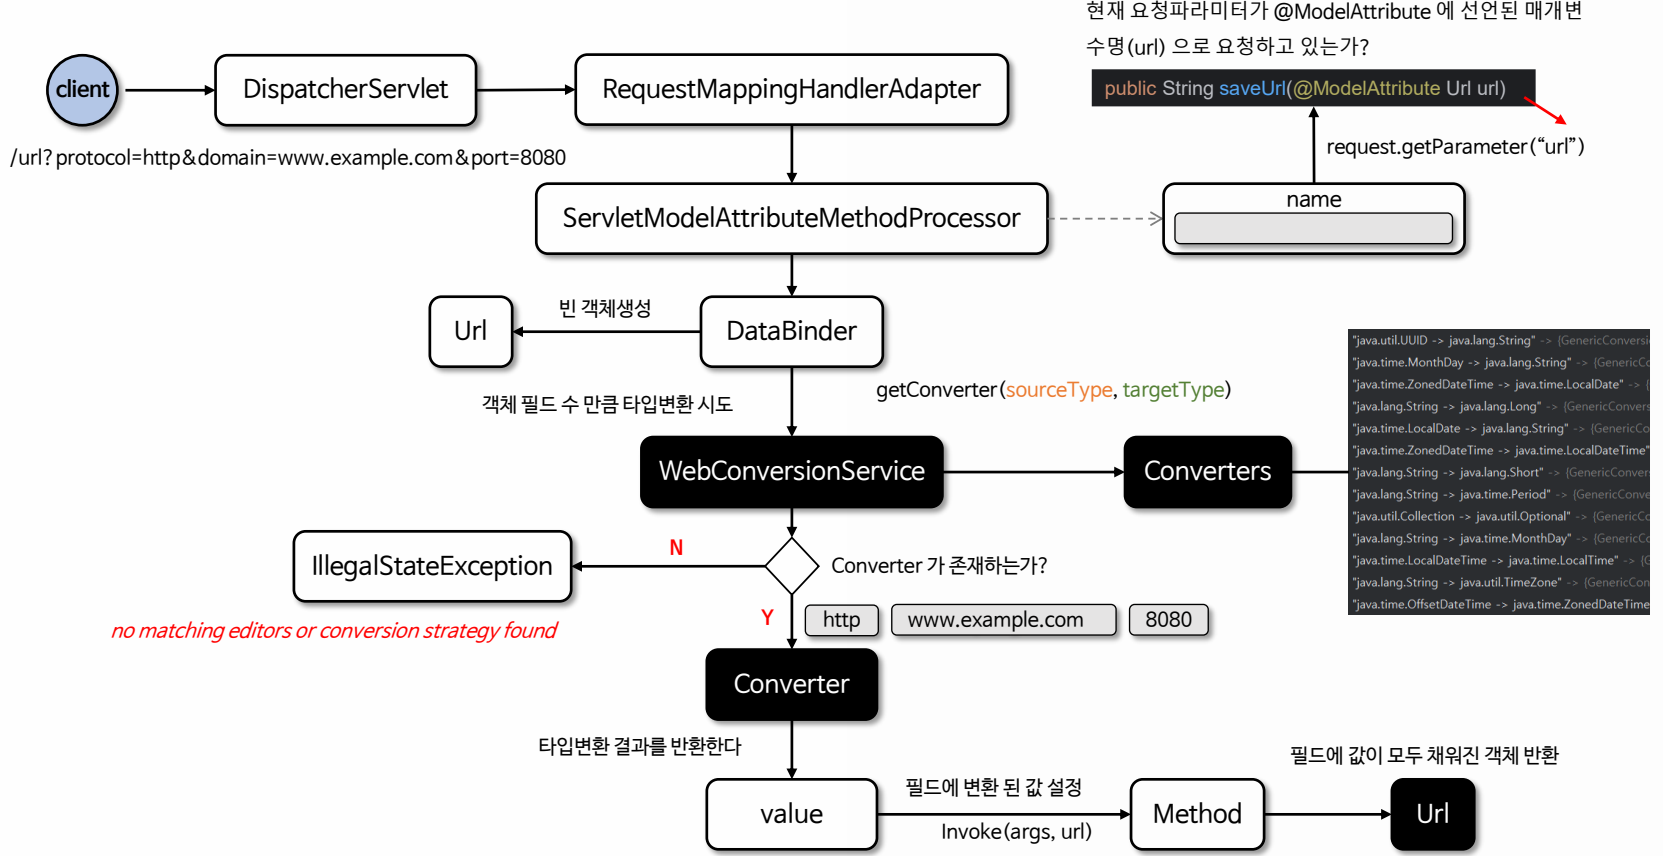 현재 요청파라미터가 @ModelAttribute 에 선언된 매개변
수명(url) 으로 요청하고 있는가?
client
DispatcherServlet
RequestMappingHandlerAdapter
public String saveUrl(@ModelAttribute Url url)
/url?protocol=http&domain=www.example.com&port=8080
request.getParameter(“url”)
ServletModelAttributeMethodProcessor
name
빈 객체생성
Url
DataBinder
객체 필드 수 만큼 타입변환 시도
getConverter(sourceType, targetType)
WebConversionService
Converters
"java.util.UUID -> java.lang.String" -> {GenericConversi
"java.time.MonthDay -> java.lang.String" -> {GenericCo
"java.time.ZonedDateTime -> java.time.LocalDate" -> {
"java.lang.String -> java.lang.Long" -> {GenericConvers
"java.time.LocalDate -> java.lang.String" -> {GenericCo
"java.time.ZonedDateTime -> java.time.LocalDateTime"
"java.lang.String -> java.lang.Short" -> {GenericConver
"java.lang.String -> java.time.Period" -> {GenericConve
"java.util.Collection -> java.util.Optional" -> {GenericCo
"java.lang.String -> java.time.MonthDay" -> {GenericCo
"java.time.LocalDateTime -> java.time.LocalTime" -> {G
"java.lang.String -> java.util.TimeZone" -> {GenericCon
"java.time.OffsetDateTime -> java.time.ZonedDateTime
N
IllegalStateException
Converter 가 존재하는가?
no matching editors or conversion strategy found
Y
http
www.example.com
8080
Converter
타입변환 결과를 반환한다
필드에 값이 모두 채워진 객체 반환
value
필드에 변환 된 값 설정
Invoke(args, url)
Method
Url